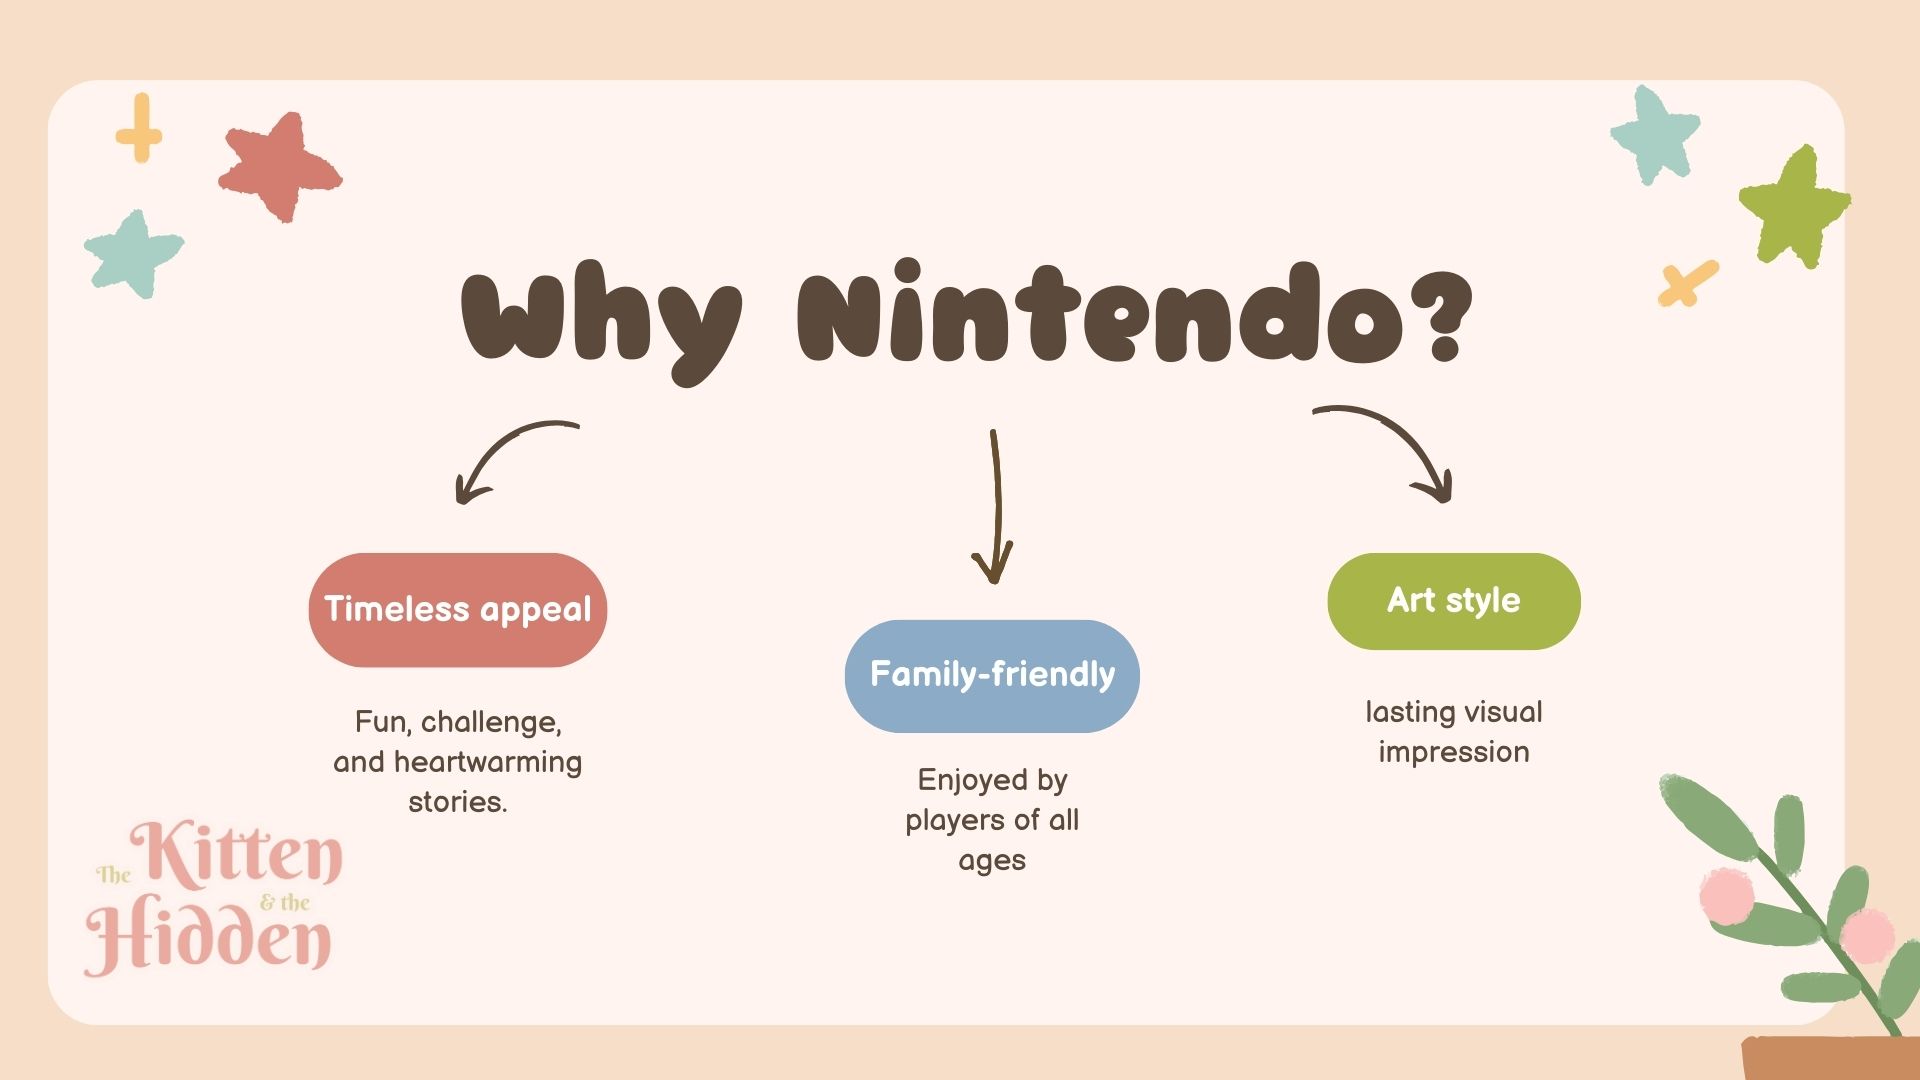 Why Nintendo?
Timeless appeal
Fun, challenge,
and heartwarming
stories.
Family-friendly
Enjoyed by
players of all
ages
Art style
lasting visual
impression
The Kitten
& the
Hidden